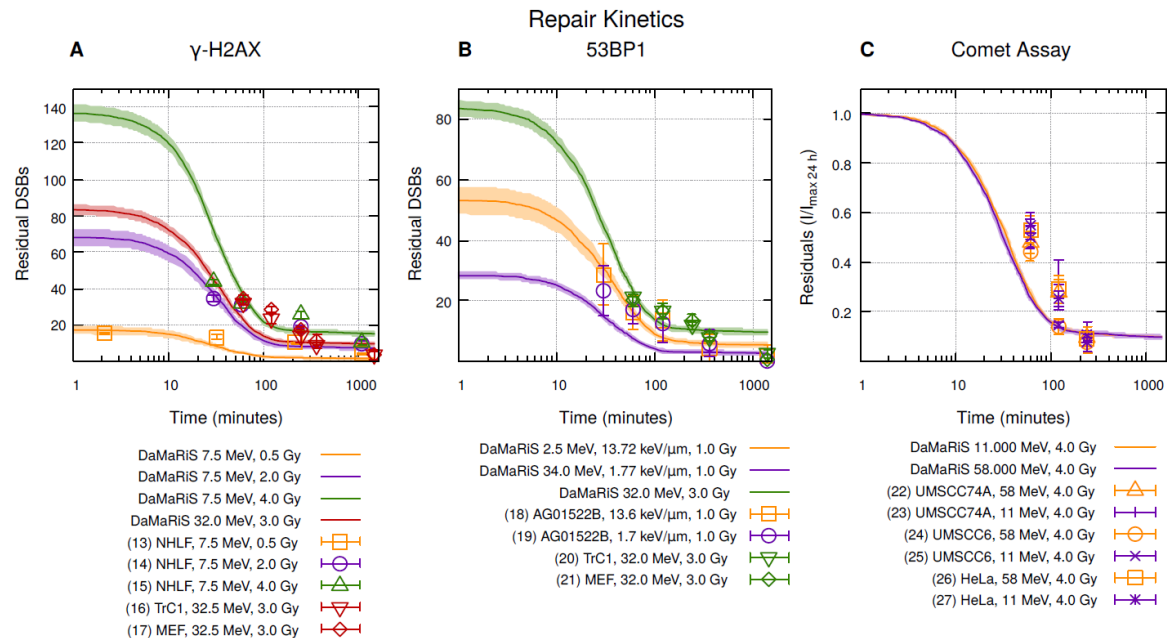 Repair Kinetics
A
γ-H2AX
Residual DSBs
140
120
100
80
60
40
20
1
10
100
1000
Time (minutes)
DaMaRiS 7.5 MeV, 0.5 Gy
DaMaRiS 7.5 MeV, 2.0 Gy
DaMaRiS 7.5 MeV, 4.0 Gy
DaMaRiS 32.0 MeV, 3.0 Gy
(13) NHLF, 7.5 MeV, 0.5 Gy
(14) NHLF, 7.5 MeV, 2.0 Gy
(15) NHLF, 7.5 MeV, 4.0 Gy
(16) TrC1, 32.5 MeV, 3.0 Gy
(17) MEF, 32.5 MeV, 3.0 Gy
B
53BP1
Residual DSBs
80
60
40
20
1
10
100
1000
Time (minutes)
DaMaRiS 2.5 MeV, 13.72 keV/μm, 1.0 Gy
DaMaRiS 34.0 MeV, 1.77 keV/μm, 1.0 Gy
DaMaRiS 32.0 MeV, 3.0 Gy
(18) AG01522B, 13.6 keV/μm, 1.0 Gy
(19) AG01522B, 1.7 keV/μm, 1.0 Gy
(20) TrC1, 32.0 MeV, 3.0 Gy
(21) MEF, 32.0 MeV, 3.0 Gy
C
Comet Assay
Residuals (I/Imax 24 h)
1.0
0.8
0.6
0.4
0.2
1
10
100
1000
Time (minutes)
DaMaRiS 11.000 MeV, 4.0 Gy
DaMaRiS 58.000 MeV, 4.0 Gy
(22) UMSCC74A, 58 MeV, 4.0 Gy
(23) UMSCC74A, 11 MeV, 4.0 Gy
(24) UMSCC6, 58 MeV, 4.0 Gy
(25) UMSCC6, 11 MeV, 4.0 Gy
(26) HeLa, 58 MeV, 4.0 Gy
(27) HeLa, 11 MeV, 4.0 Gy